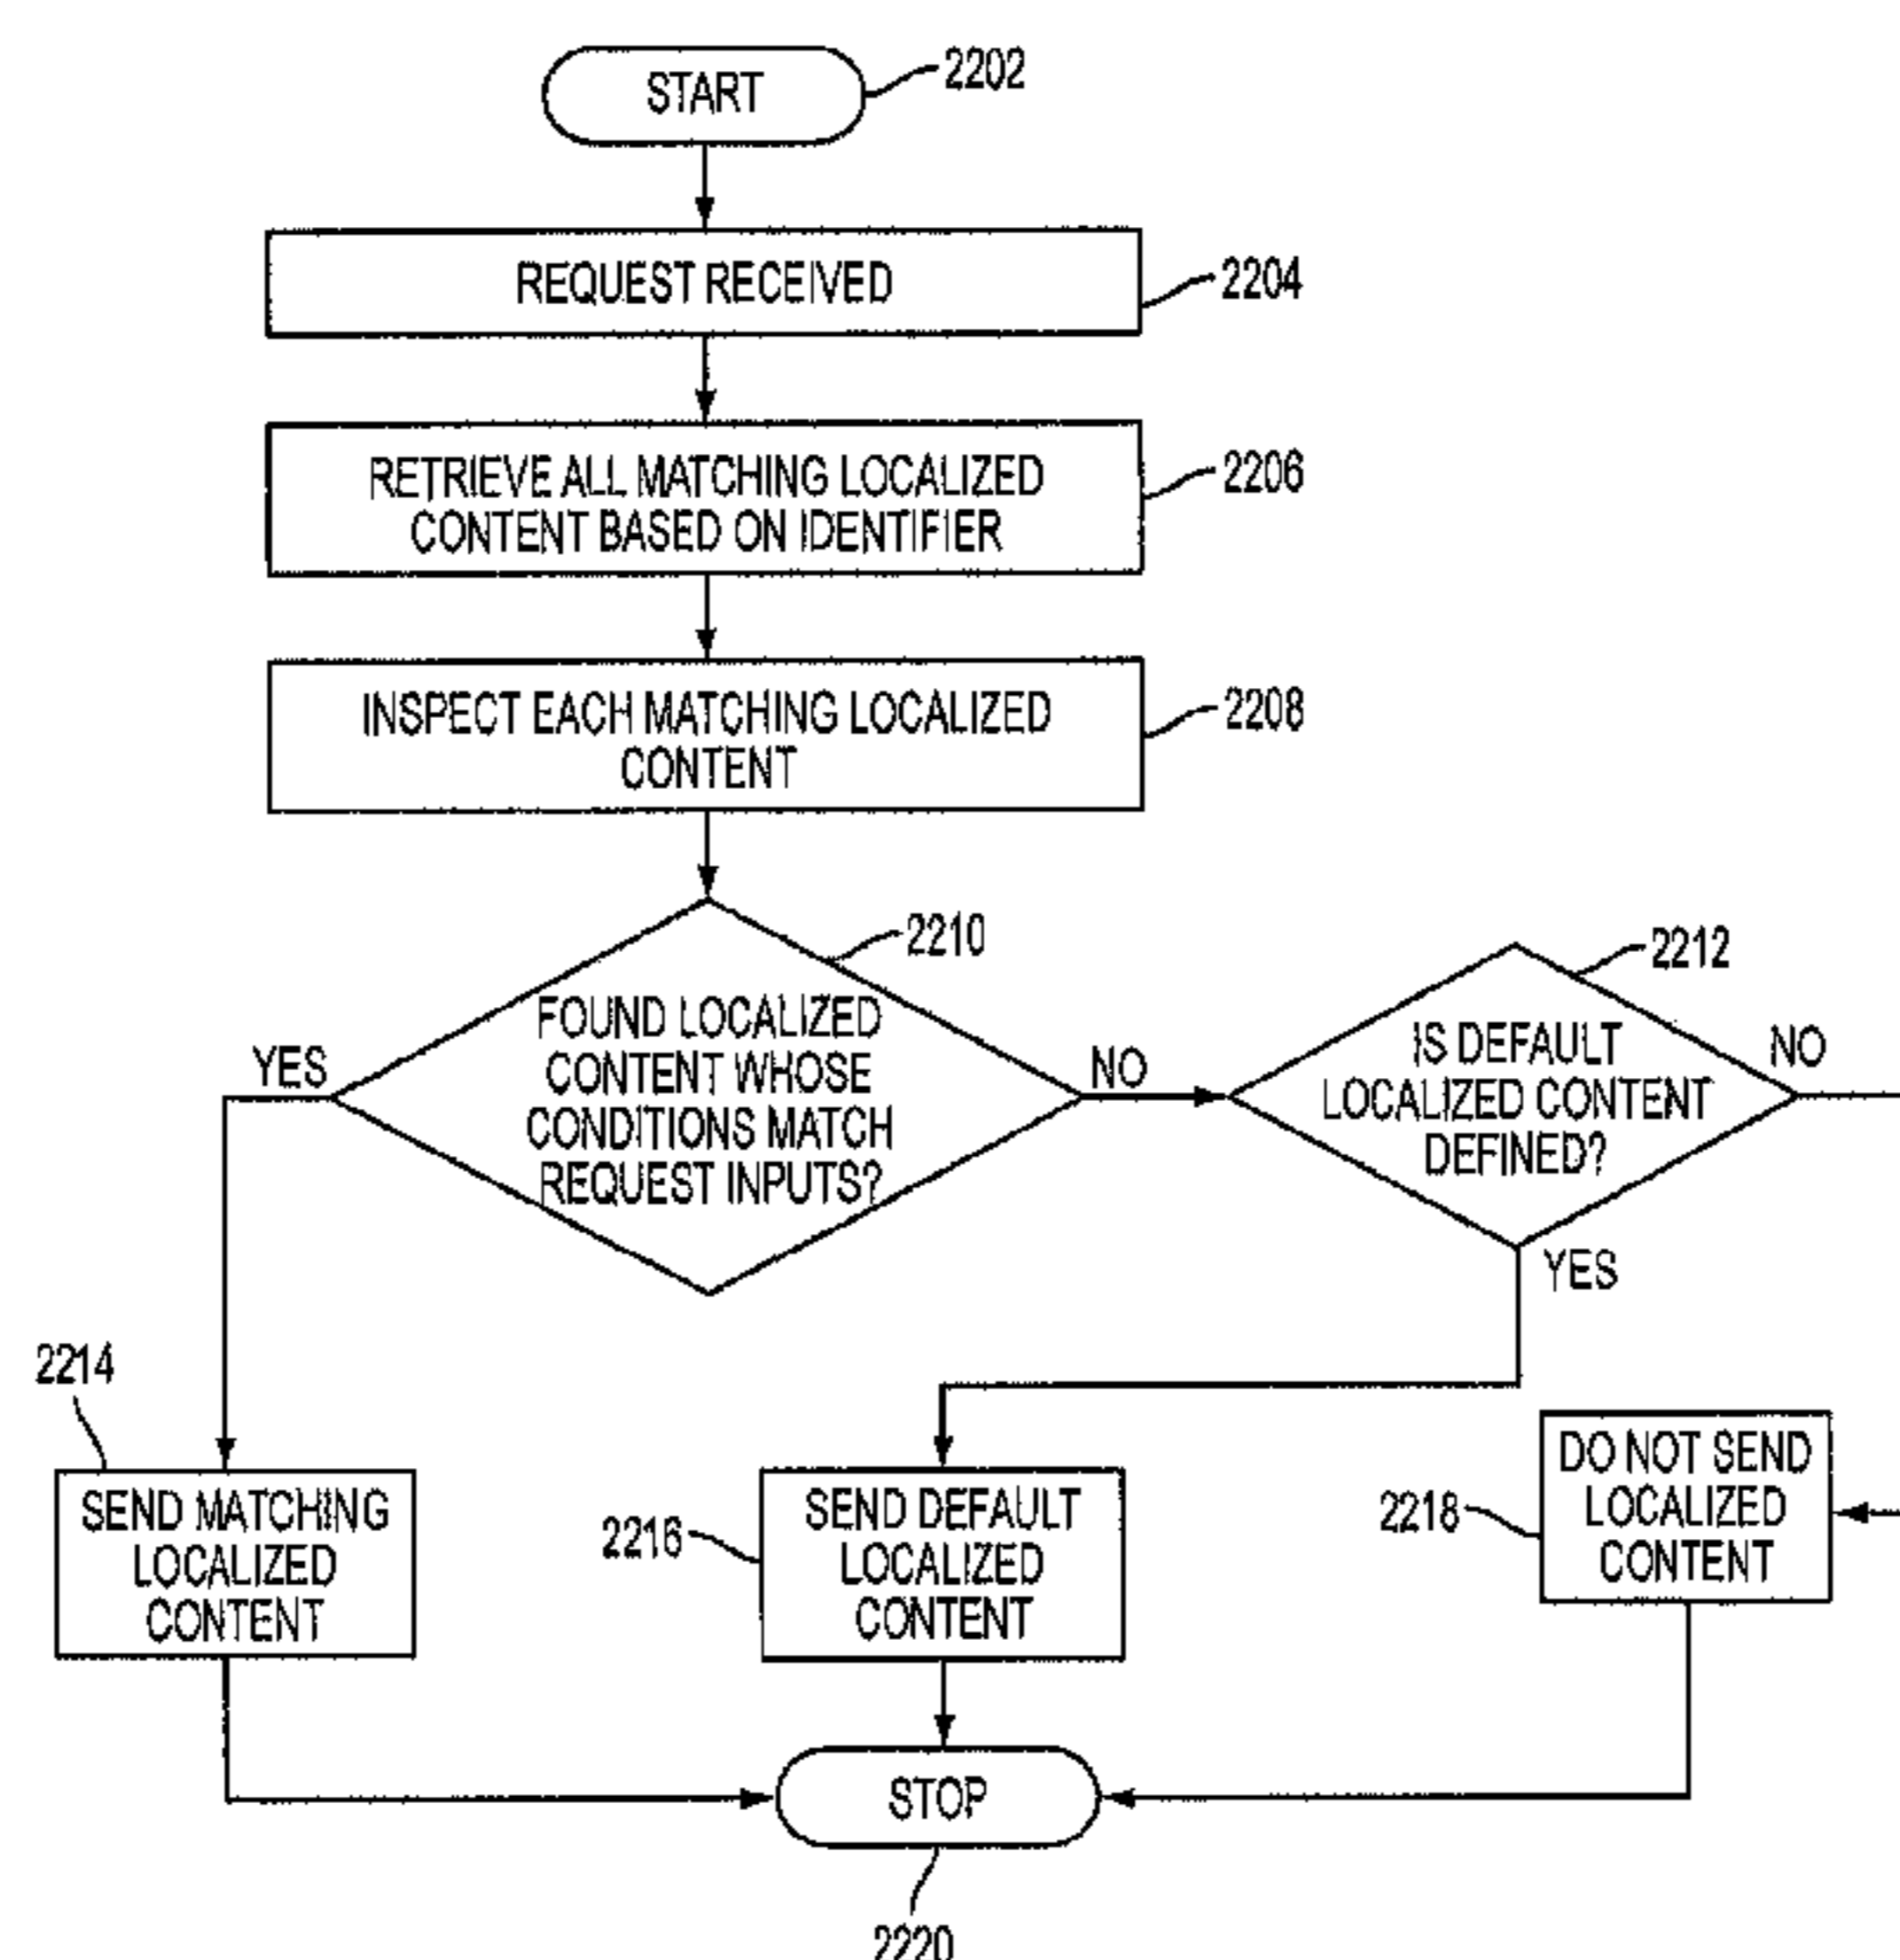 START
2202
REQUEST RECEIVED
2204
RETRIEVE ALL MATCHING LOCALIZED
CONTENT BASED ON IDENTIFIER
2206
INSPECT EACH MATCHING LOCALIZED
CONTENT
2208
2210
FOUND LOCALIZED
CONTENT WHOSE
CONDITIONS MATCH
REQUEST INPUTS?
YES
NO
2212
IS DEFAULT
LOCALIZED CONTENT
DEFINED?
NO
YES
2214
SEND MATCHING
LOCALIZED
CONTENT
2216
SEND DEFAULT
LOCALIZED
CONTENT
2218
DO NOT SEND
LOCALIZED
CONTENT
STOP
2220